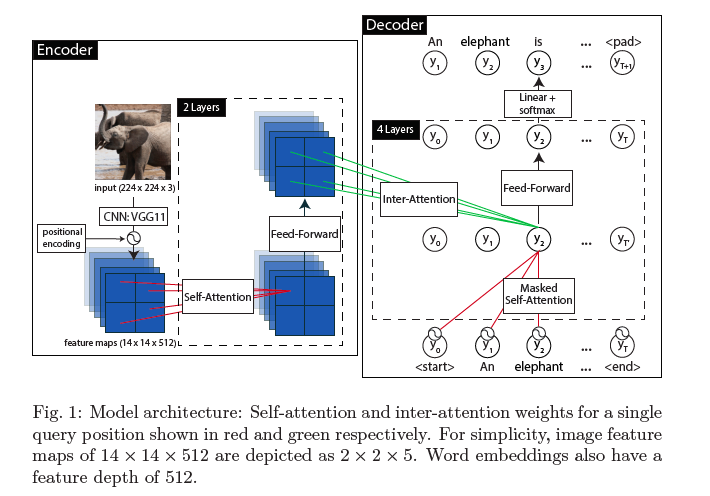 Encoder
Decoder
An elephant is ... <pad>
y1 y2 y3 ... yT+1
Linear +
softmax
2 Layers
4 Layers
y0 y1 y2 ... yT
input (224 x 224 x 3)
CNN: VGG11
positional
encoding
Feed-Forward
Inter-Attention
Feed-Forward
y0 y1 y2 ... yT
Self-Attention
Masked
Self-Attention
feature maps (14 x 14 x 512)
y0 y1 y2 ... yT
<start> An elephant ... <end>
Fig. 1: Model architecture: Self-attention and inter-attention weights for a single
query position shown in red and green respectively. For simplicity, image feature
maps of 14 × 14 × 512 are depicted as 2 × 2 × 5. Word embeddings also have a
feature depth of 512.